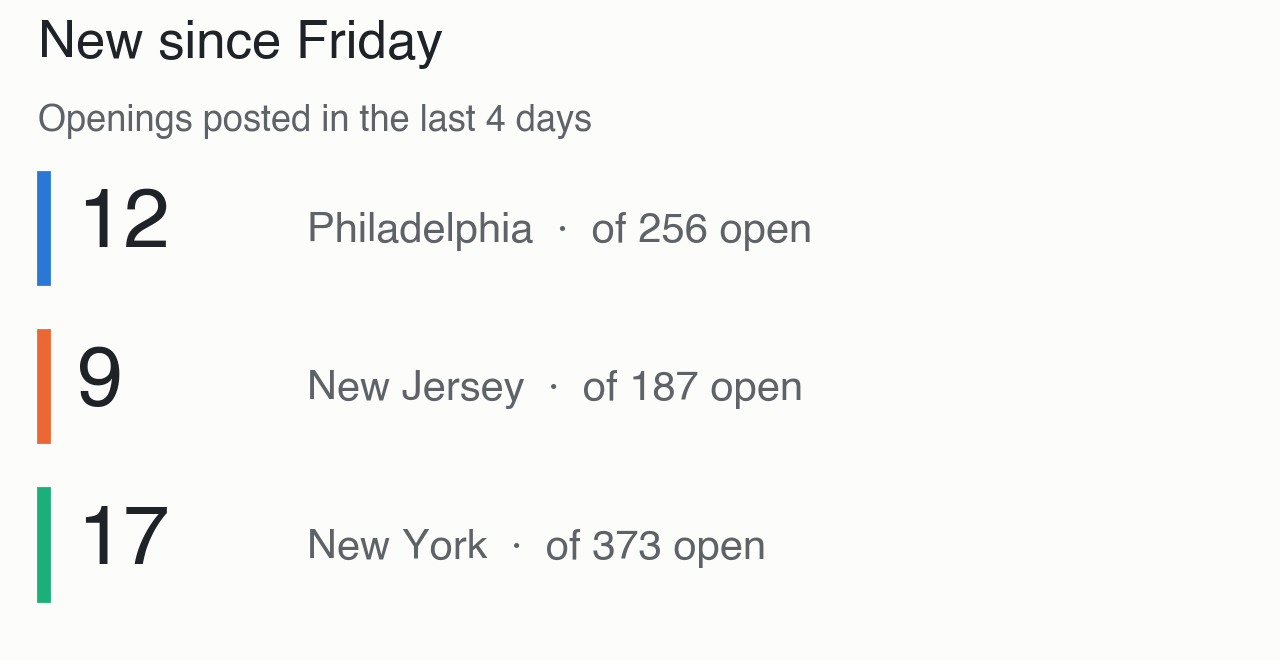 New since Friday
Openings posted in the last 4 days
12 Philadelphia · of 256 open
9 New Jersey · of 187 open
17 New York · of 373 open